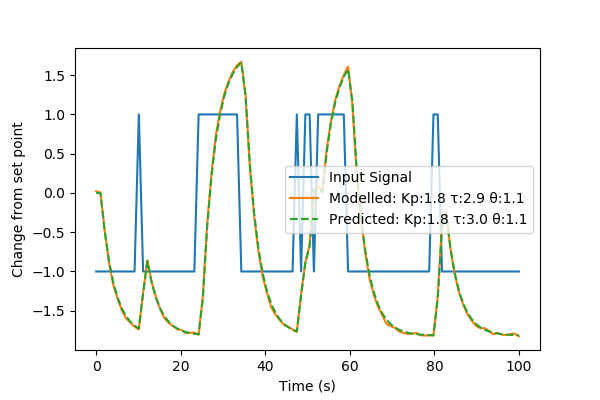 1.5
1.0
0.5
0.0
−0.5
−1.0
−1.5
Change from set point
Input Signal
Modelled: Kp:1.8 τ:2.9 θ:1.1
Predicted: Kp:1.8 τ:3.0 θ:1.1
0 20 40 60 80 100
Time (s)